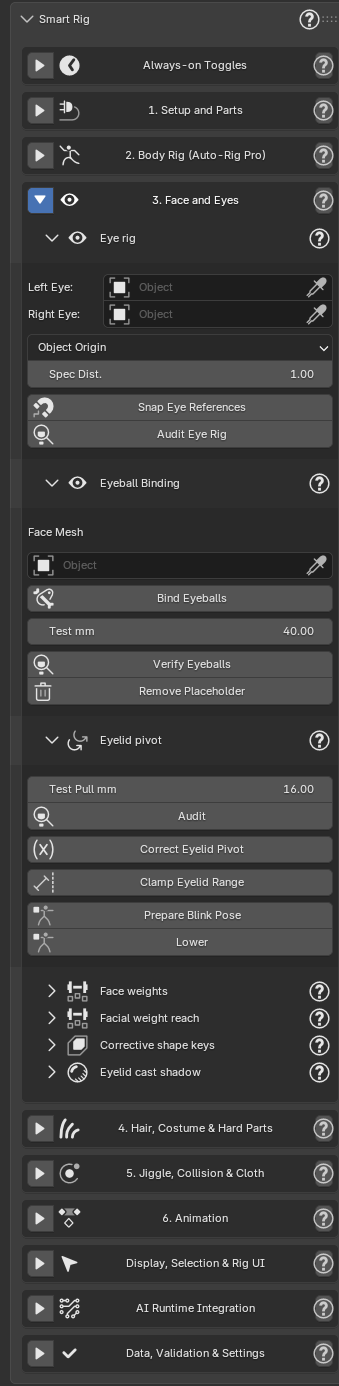 Smart Rig
Always-on Toggles
1. Setup and Parts
2. Body Rig (Auto-Rig Pro)
3. Face and Eyes
Eye rig
Left Eye: Object
Right Eye: Object
Object Origin
Spec Dist. 1.00
Snap Eye References
Audit Eye Rig
Eyeball Binding
Face Mesh
Object
Bind Eyeballs
Test mm 40.00
Verify Eyeballs
Remove Placeholder
Eyelid pivot
Test Pull mm 16.00
Audit
Correct Eyelid Pivot
Clamp Eyelid Range
Prepare Blink Pose
Lower
Face weights
Facial weight reach
Corrective shape keys
Eyelid cast shadow
4. Hair, Costume & Hard Parts
5. Jiggle, Collision & Cloth
6. Animation
Display, Selection & Rig UI
AI Runtime Integration
Data, Validation & Settings